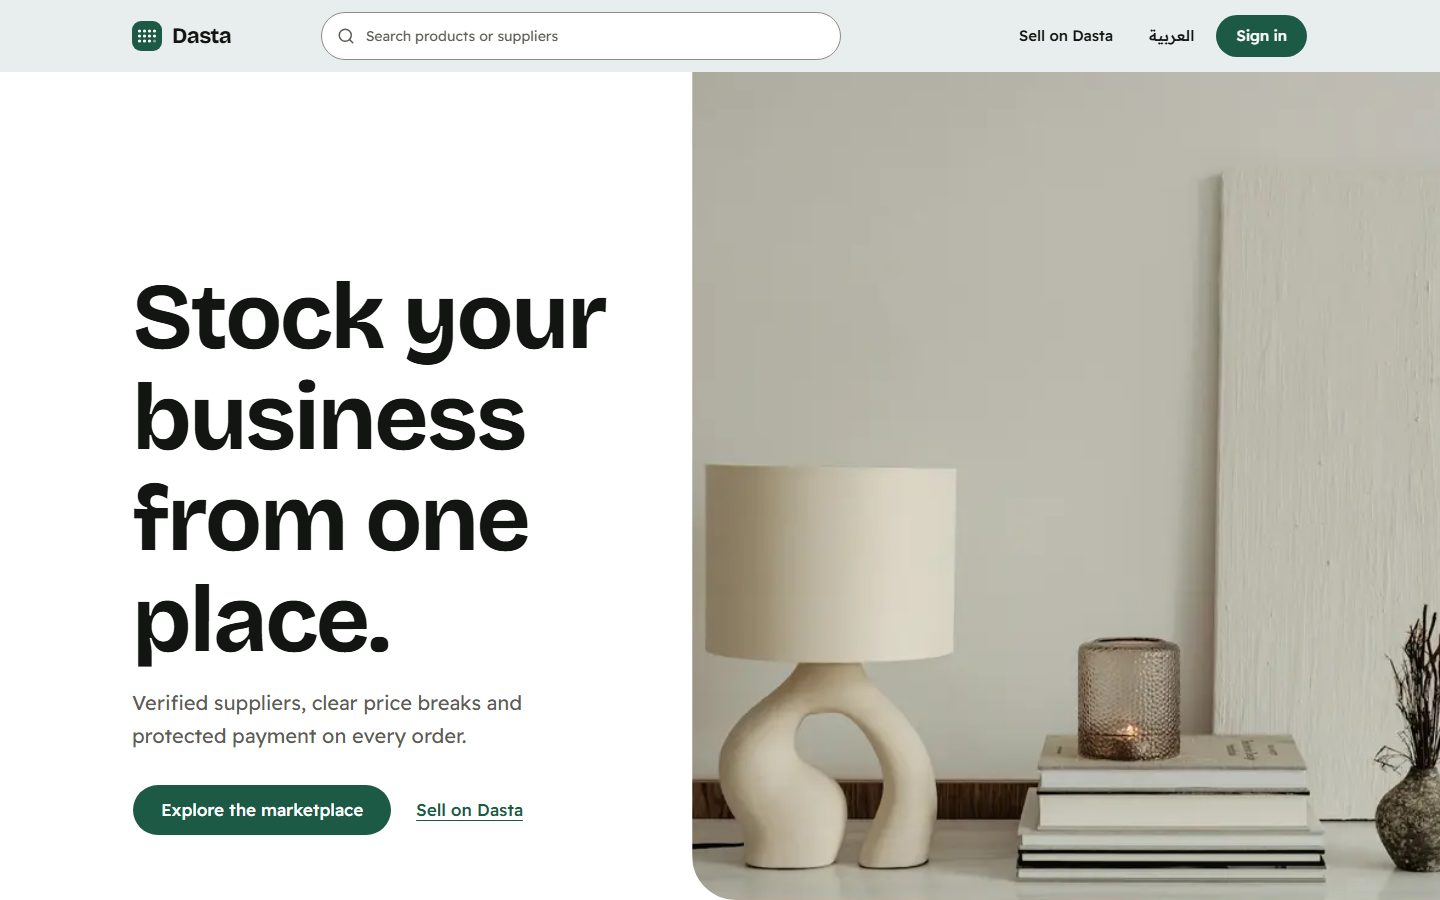 Dasta
Search products or suppliers
Sell on Dasta
العربية
Sign in
Stock your
business
from one
place.
Verified suppliers, clear price breaks and
protected payment on every order.
Explore the marketplace
Sell on Dasta